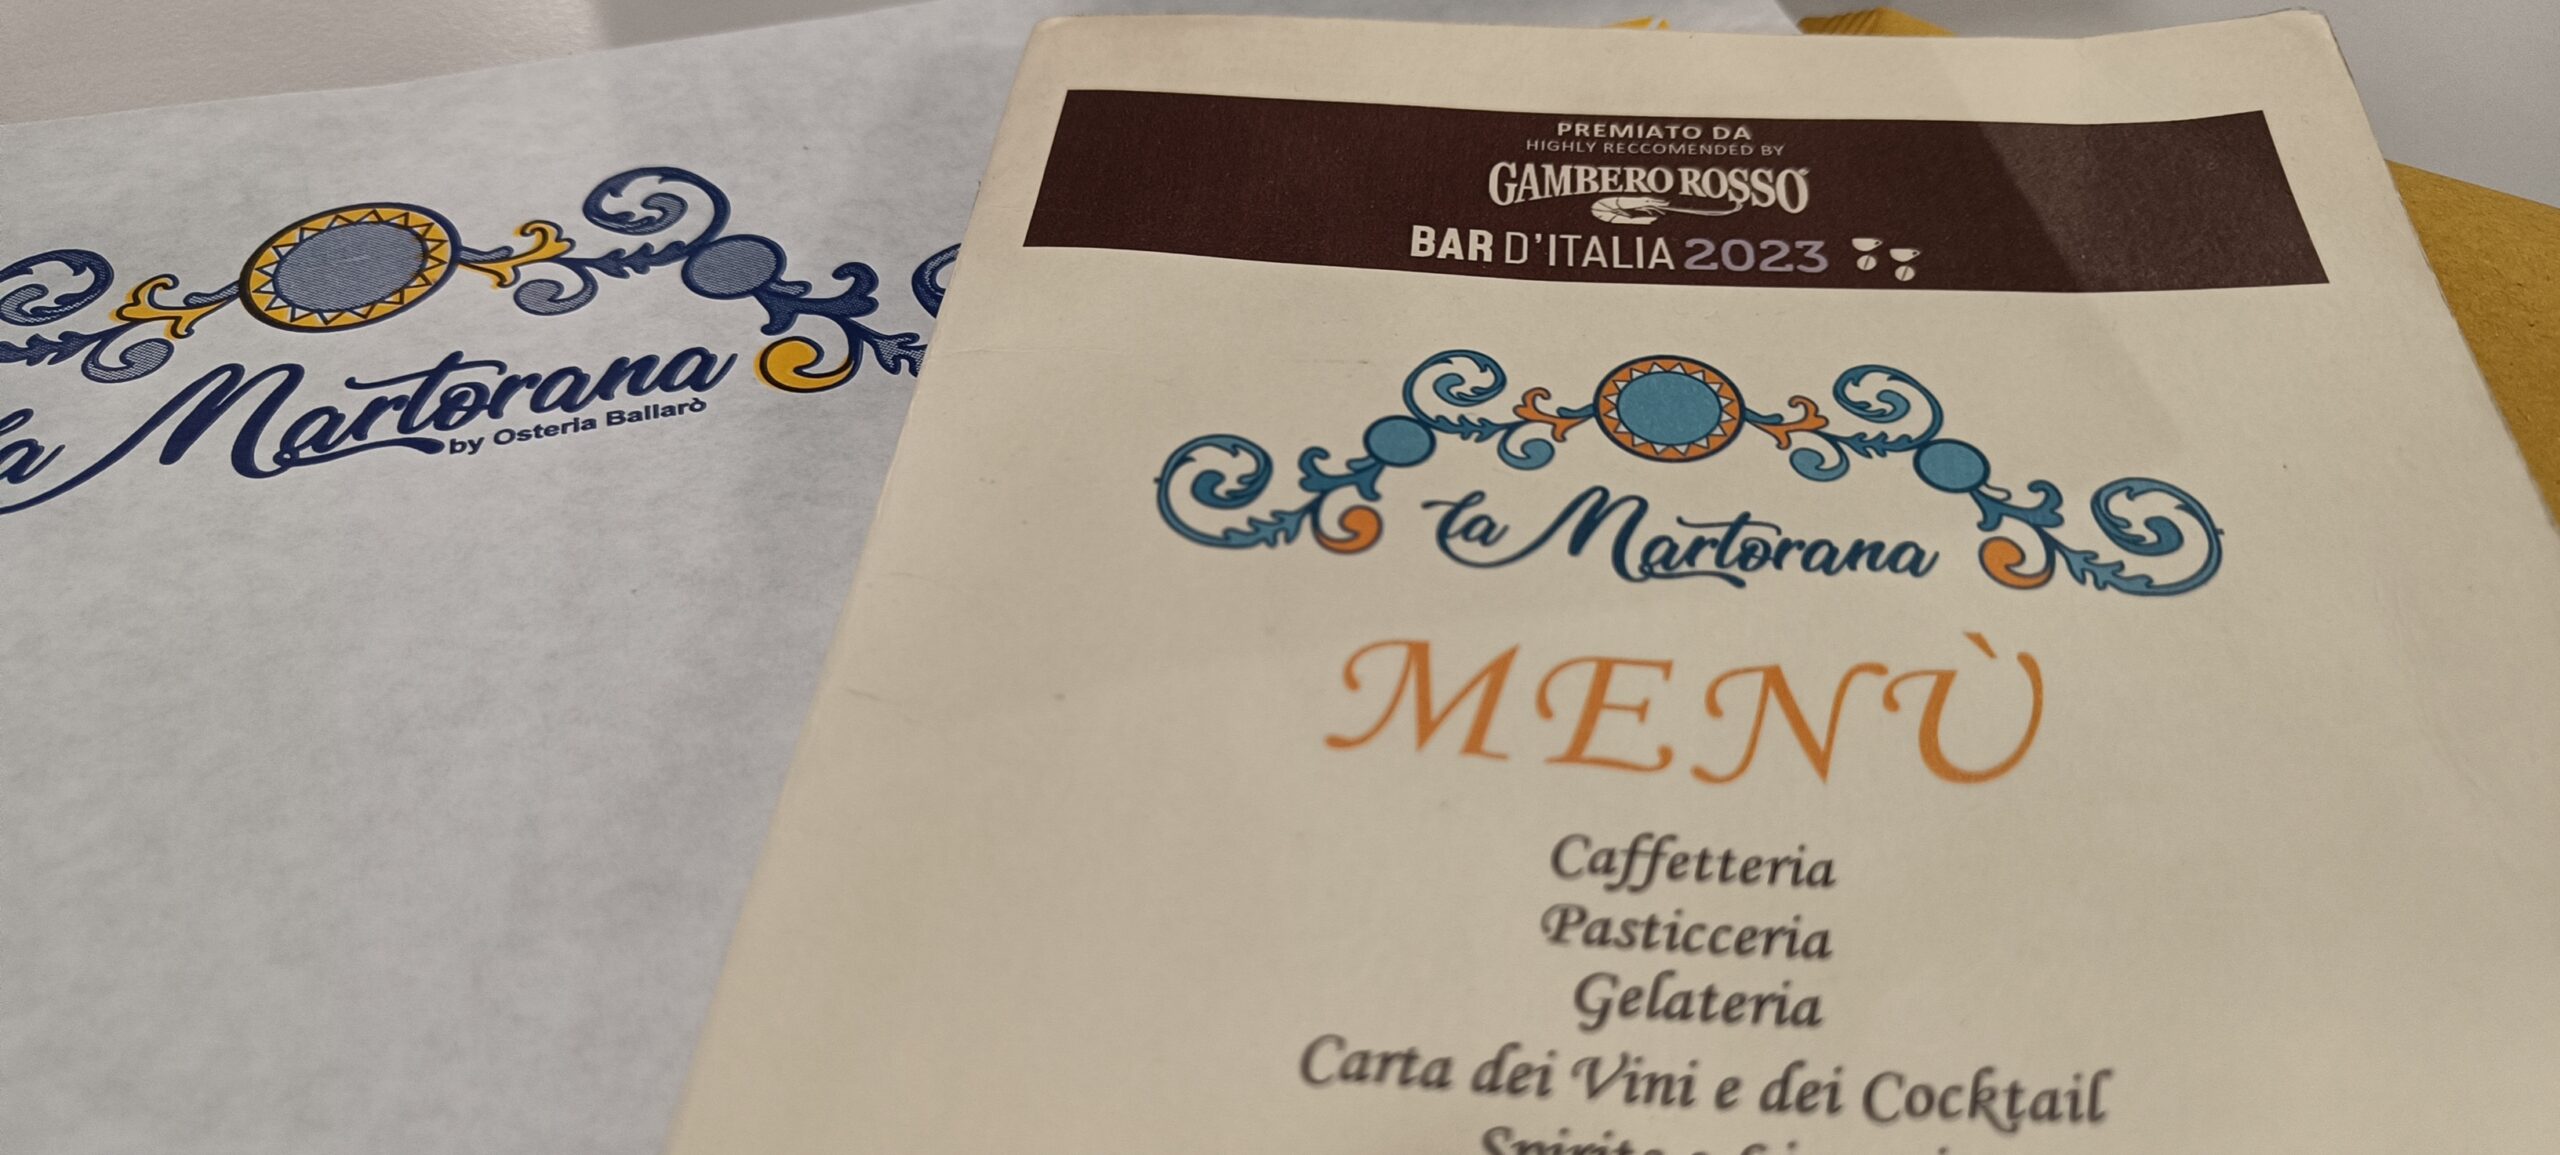 la Martorana
by Osteria Ballarò
PREMIATO DA
HIGHLY RECCOMENDED BY
GAMBERO ROSSO
BAR D'ITALIA 2023
la Martorana
MENÙ
Caffetteria
Pasticceria
Gelateria
Carta dei Vini e dei Cocktail